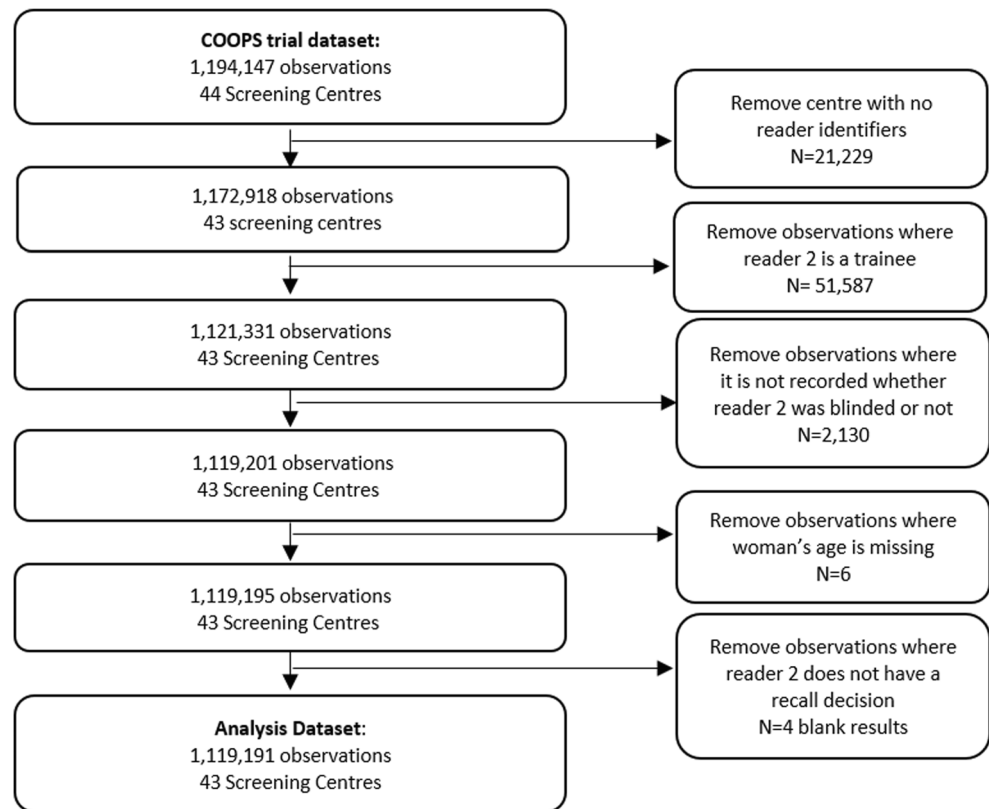 COOPS trial dataset:
1,194,147 observations
44 Screening Centres
Remove centre with no
reader identifiers
N=21,229
1,172,918 observations
43 screening centres
Remove observations where
reader 2 is a trainee
N= 51,587
1,121,331 observations
43 Screening Centres
Remove observations where
it is not recorded whether
reader 2 was blinded or not
N=2,130
1,119,201 observations
43 Screening Centres
Remove observations where
woman’s age is missing
N=6
1,119,195 observations
43 Screening Centres
Remove observations where
reader 2 does not have a
recall decision
N=4 blank results
Analysis Dataset:
1,119,191 observations
43 Screening Centres